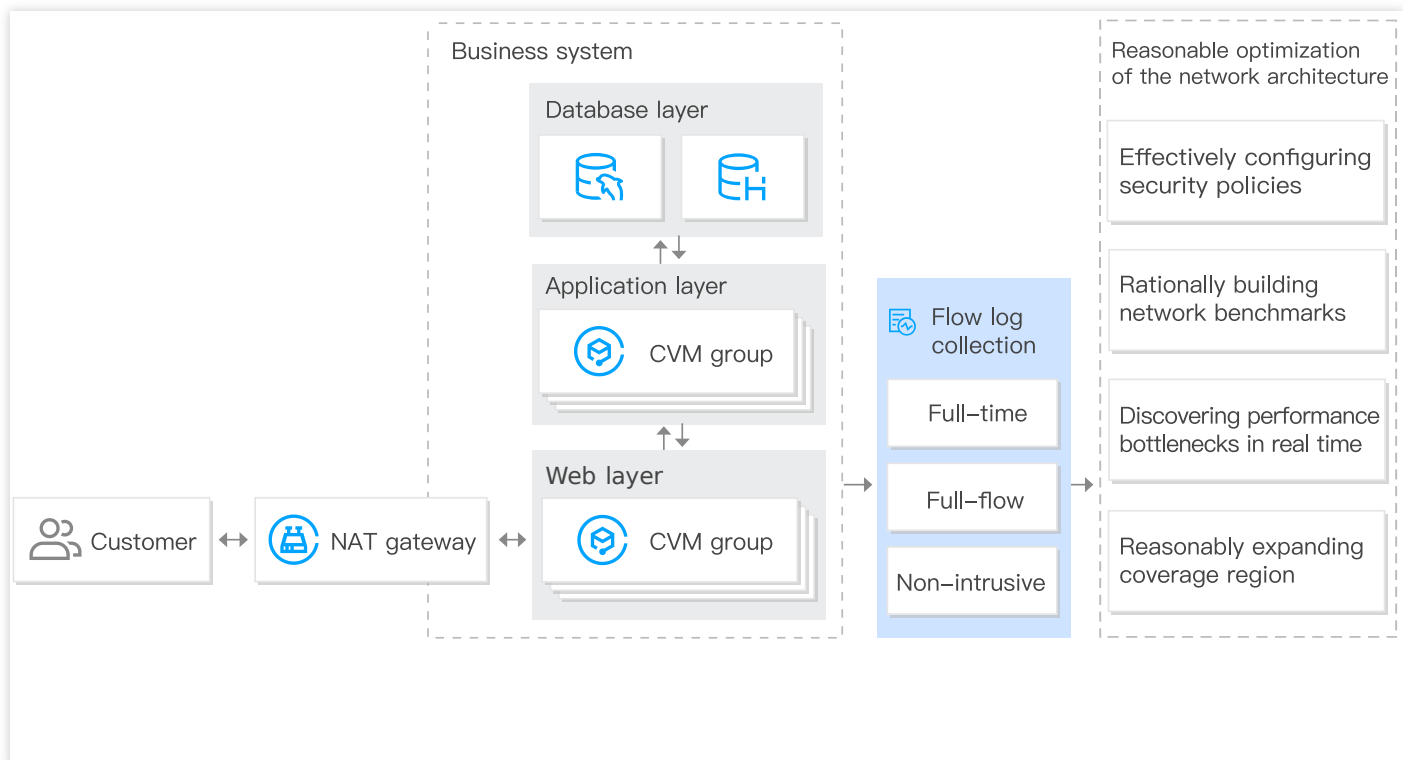 Business system
Database layer
Application layer
CVM group
Web layer
CVM group
Customer
NAT gateway
Flow log
collection
Full–time
Full–flow
Non–intrusive
Reasonable optimization
of the network architecture
Effectively configuring
security policies
Rationally building
network benchmarks
Discovering performance
bottlenecks in real time
Reasonably expanding
coverage region